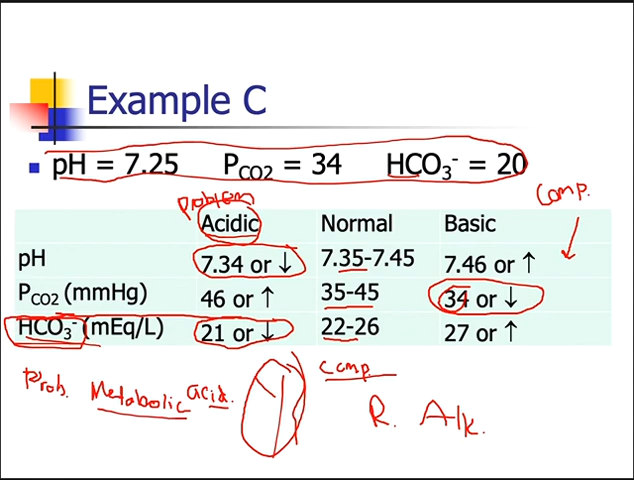 Example C
pH = 7.25 PCO2 = 34 HCO3- = 20
problem
Comp.
Acidic Normal Basic
pH 7.34 or ↓ 7.35-7.45 7.46 or ↑
PCO2 (mmHg) 46 or ↑ 35-45 34 or ↓
HCO3- (mEq/L) 21 or ↓ 22-26 27 or ↑
Prob. Metabolic acid. Comp
R. Alk.